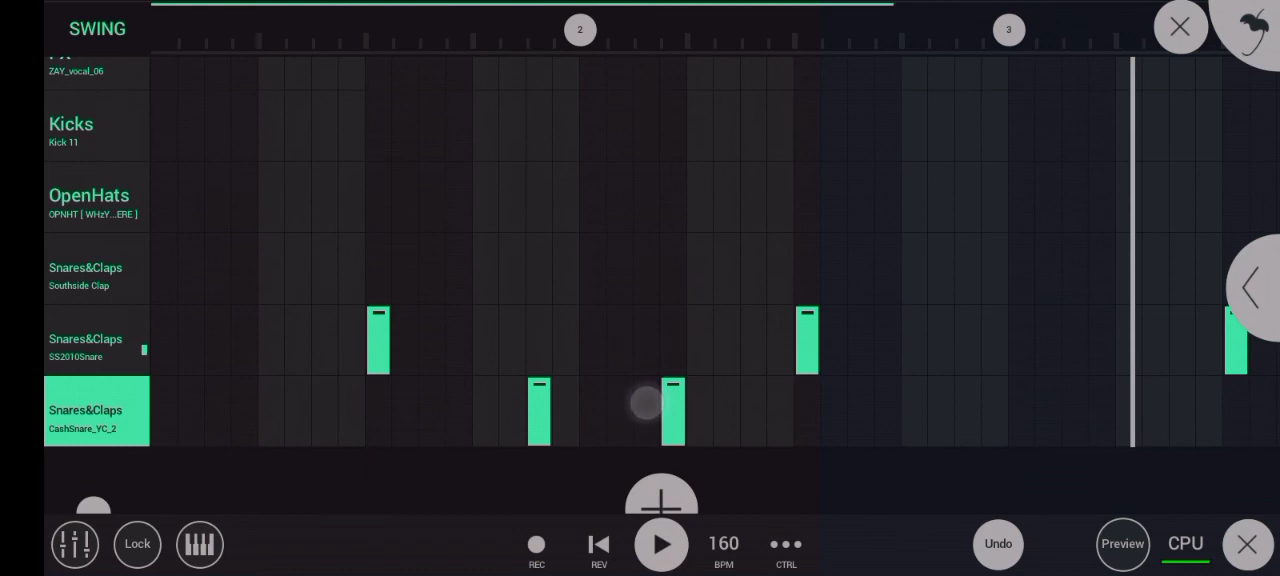 SWING
2
3
ZAY_vocal_06
Kicks
Kick 11
OpenHats
OPNHT [ WHzY...ERE ]
Snares&Claps
Southside Clap
Snares&Claps
SS2010Snare
Snares&Claps
CashSnare_YC_2
Lock
REC
REV
160
BPM
CTRL
Undo
Preview
CPU